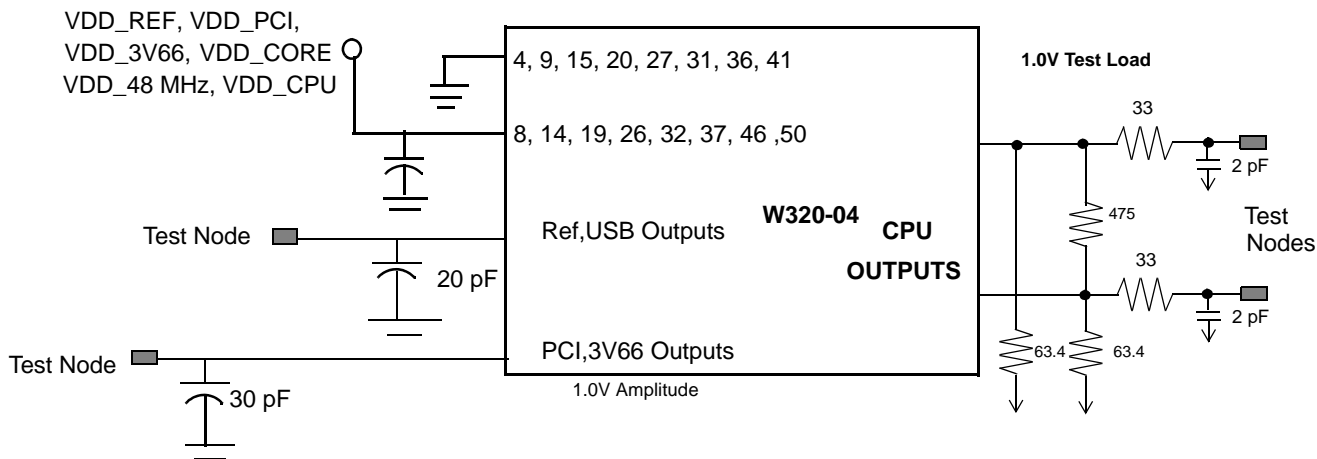 VDD_REF, VDD_PCI,
VDD_3V66, VDD_CORE
VDD_48 MHz, VDD_CPU
4, 9, 15, 20, 27, 31, 36, 41
8, 14, 19, 26, 32, 37, 46 ,50
1.0V Test Load
33
2 pF
475
Test
Nodes
33
2 pF
63.4
63.4
W320-04
CPU
OUTPUTS
Test Node
Ref,USB Outputs
20 pF
Test Node
PCI,3V66 Outputs
30 pF
1.0V Amplitude